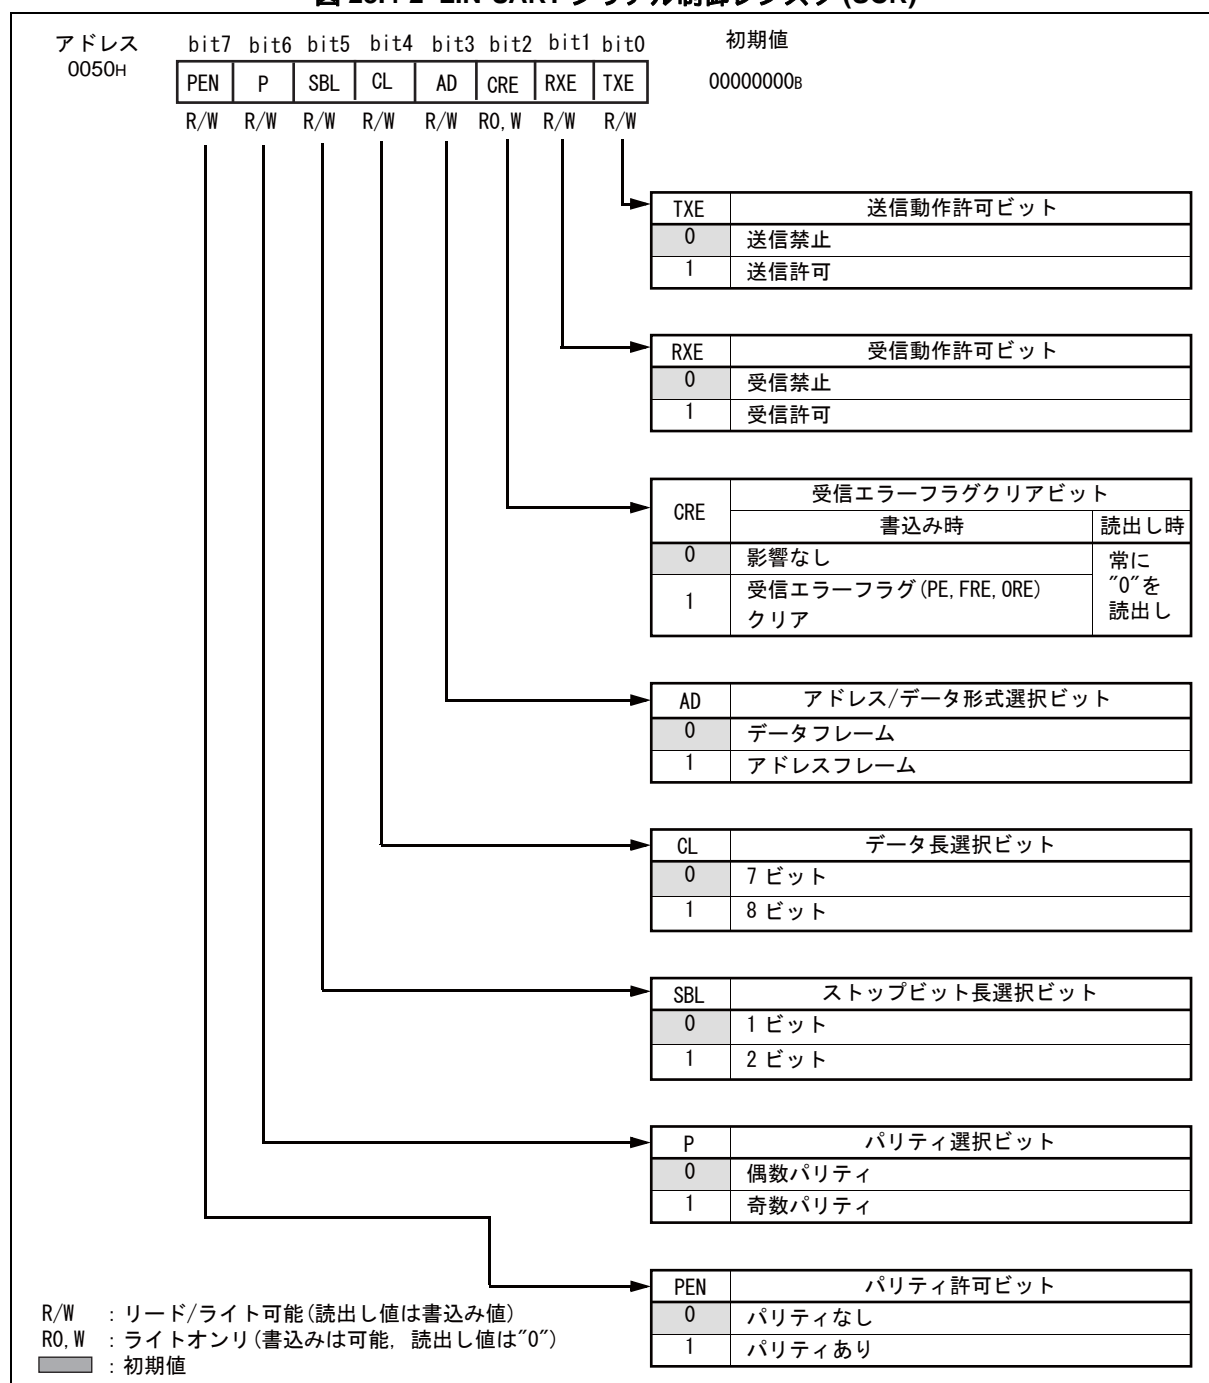 アドレス bit7 bit6 bit5 bit4 bit3 bit2 bit1 bit0 初期値
0050H PEN P SBL CL AD CRE RXE TXE 00000000B
R/W R/W R/W R/W R/W R0,W R/W R/W
TXE 送信動作許可ビット
0 送信禁止
1 送信許可
RXE 受信動作許可ビット
0 受信禁止
1 受信許可
CRE 受信エラーフラグクリアビット
書込み時 読出し時
0 影響なし 常に
"0"を
読出し
1 受信エラーフラグ(PE,FRE,ORE)
クリア
AD アドレス/データ形式選択ビット
0 データフレーム
1 アドレスフレーム
CL データ長選択ビット
0 7 ビット
1 8 ビット
SBL ストップビット長選択ビット
0 1 ビット
1 2 ビット
P パリティ選択ビット
0 偶数パリティ
1 奇数パリティ
PEN パリティ許可ビット
0 パリティなし
1 パリティあり
R/W :リード/ライト可能(読出し値は書込み値)
R0,W :ライトオンリ(書込みは可能, 読出し値は"0")
:初期値